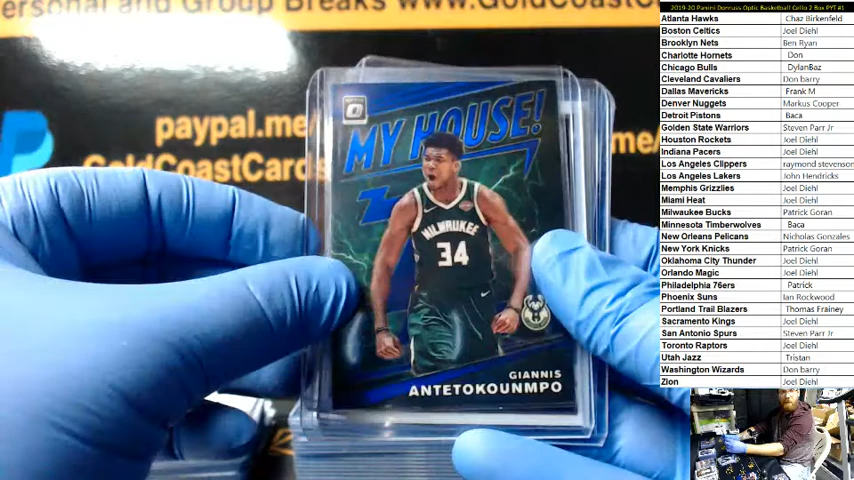 ersonal and Group Breaks www.GoldCoastC
paypal.me/
GoldCoastCards
me/
MY HOUSE!
MILWAUKEE
34
GIANNIS
ANTETOKOUNMPO
2019-20 Panini Donruss Optic Basketball Cello 2 Box PYT #1
Atlanta Hawks Chaz Birkenfeld
Boston Celtics Joel Diehl
Brooklyn Nets Ben Ryan
Charlotte Hornets Don
Chicago Bulls DylanBaz
Cleveland Cavaliers Don barry
Dallas Mavericks Frank M
Denver Nuggets Markus Cooper
Detroit Pistons Baca
Golden State Warriors Steven Parr Jr
Houston Rockets Joel Diehl
Indiana Pacers Joel Diehl
Los Angeles Clippers raymond stevenson
Los Angeles Lakers John Hendricks
Memphis Grizzlies Joel Diehl
Miami Heat Joel Diehl
Milwaukee Bucks Patrick Goran
Minnesota Timberwolves Baca
New Orleans Pelicans Nicholas Gonzales
New York Knicks Patrick Goran
Oklahoma City Thunder Joel Diehl
Orlando Magic Joel Diehl
Philadelphia 76ers Patrick
Phoenix Suns Ian Rockwood
Portland Trail Blazers Thomas Frainey
Sacramento Kings Joel Diehl
San Antonio Spurs Steven Parr Jr
Toronto Raptors Joel Diehl
Utah Jazz Tristan
Washington Wizards Don barry
Zion Joel Diehl